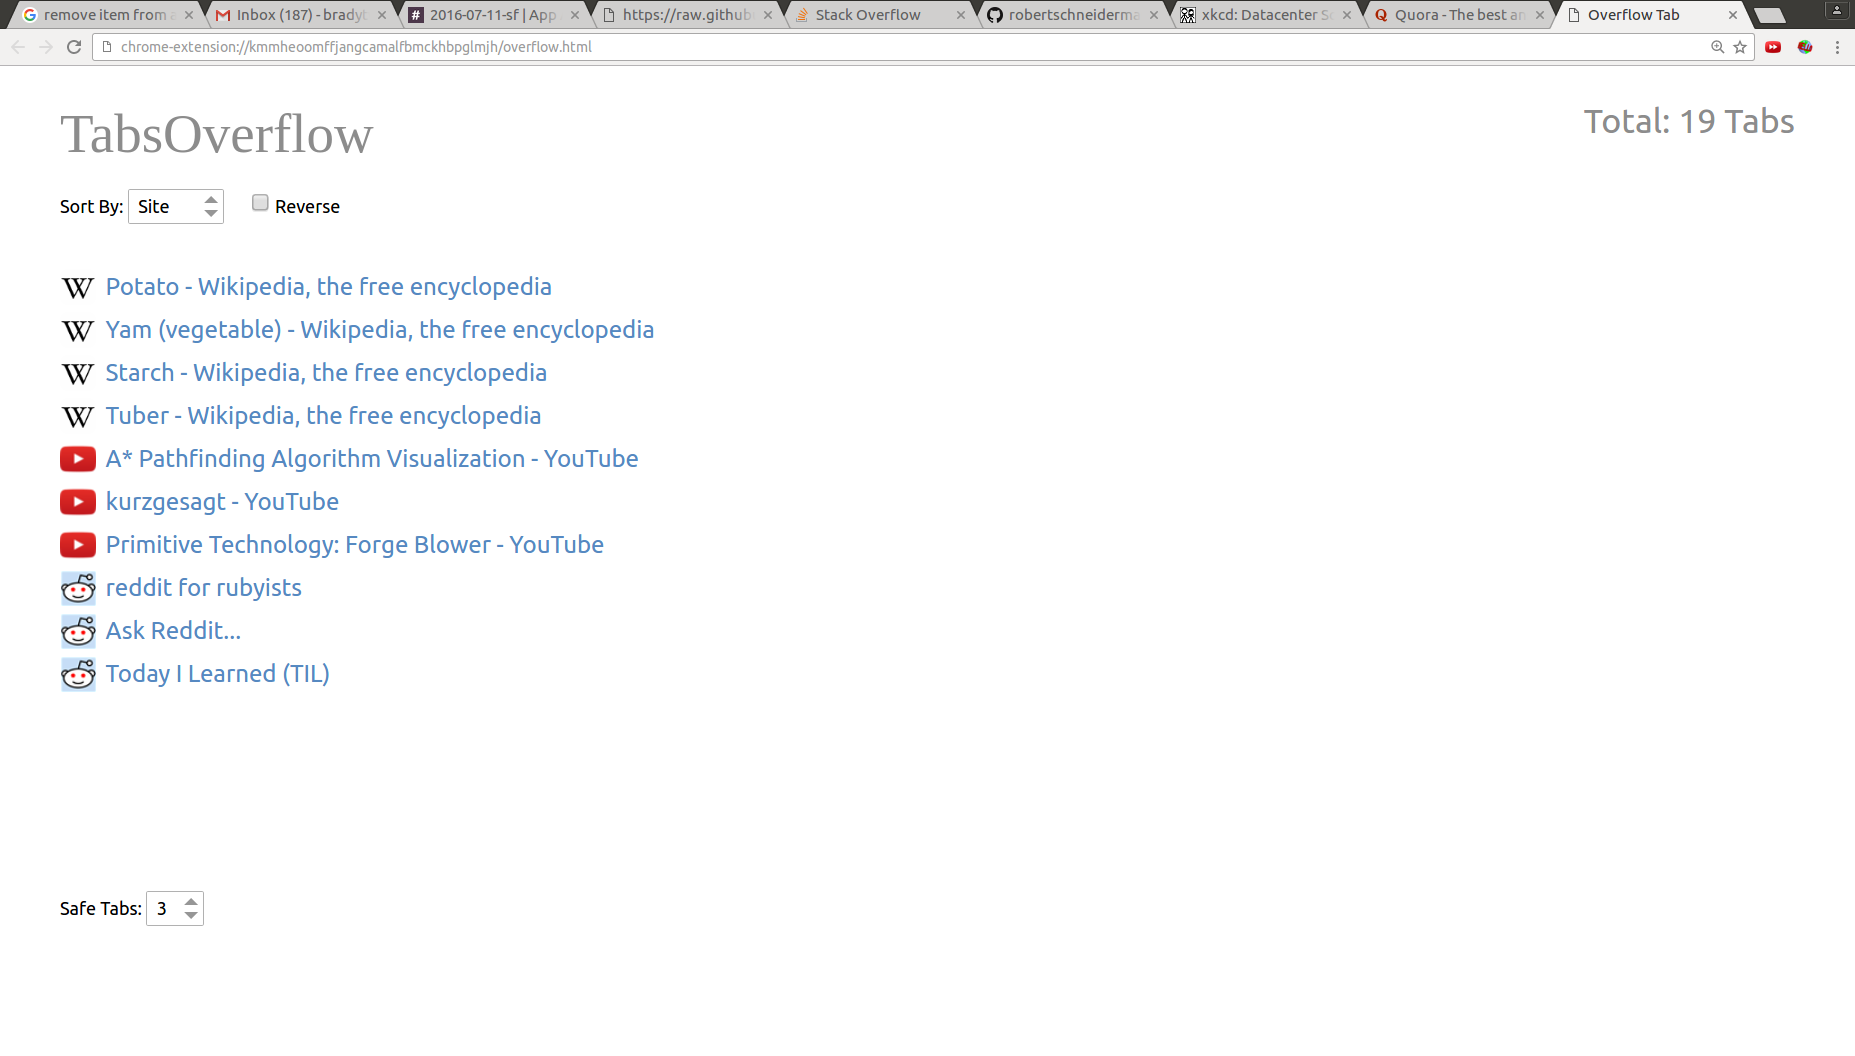 remove item from a
Inbox (187) - bradyt
2016-07-11-sf | App
https://raw.githubu
Stack Overflow
robertschneiderma
xkcd: Datacenter Sc
Quora - The best an
Overflow Tab
chrome-extension://kmmheoomffjangcamalfbmckhbpglmjh/overflow.html
TabsOverflow
Total: 19 Tabs
Sort By: Site Reverse
Potato - Wikipedia, the free encyclopedia
Yam (vegetable) - Wikipedia, the free encyclopedia
Starch - Wikipedia, the free encyclopedia
Tuber - Wikipedia, the free encyclopedia
A* Pathfinding Algorithm Visualization - YouTube
kurzgesagt - YouTube
Primitive Technology: Forge Blower - YouTube
reddit for rubyists
Ask Reddit...
Today I Learned (TIL)
Safe Tabs: 3